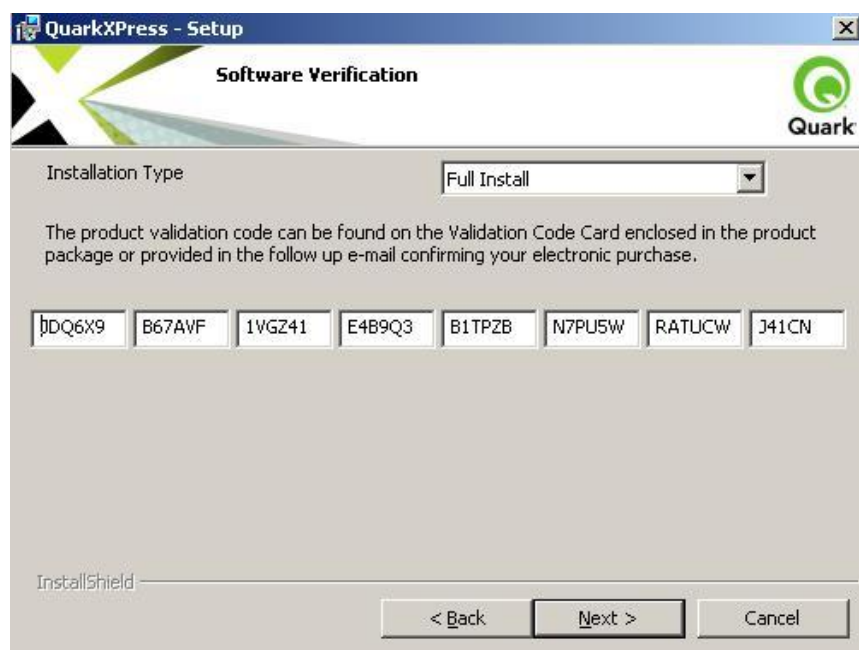 QuarkXPress - Setup
Software Verification
Quark
Installation Type Full Install
The product validation code can be found on the Validation Code Card enclosed in the product
package or provided in the follow up e-mail confirming your electronic purchase.
B67AVF 1VGZ41 E4B9Q3 B1TPZB N7PU5W RATUCW J41CN
InstallShield
< Back Next > Cancel